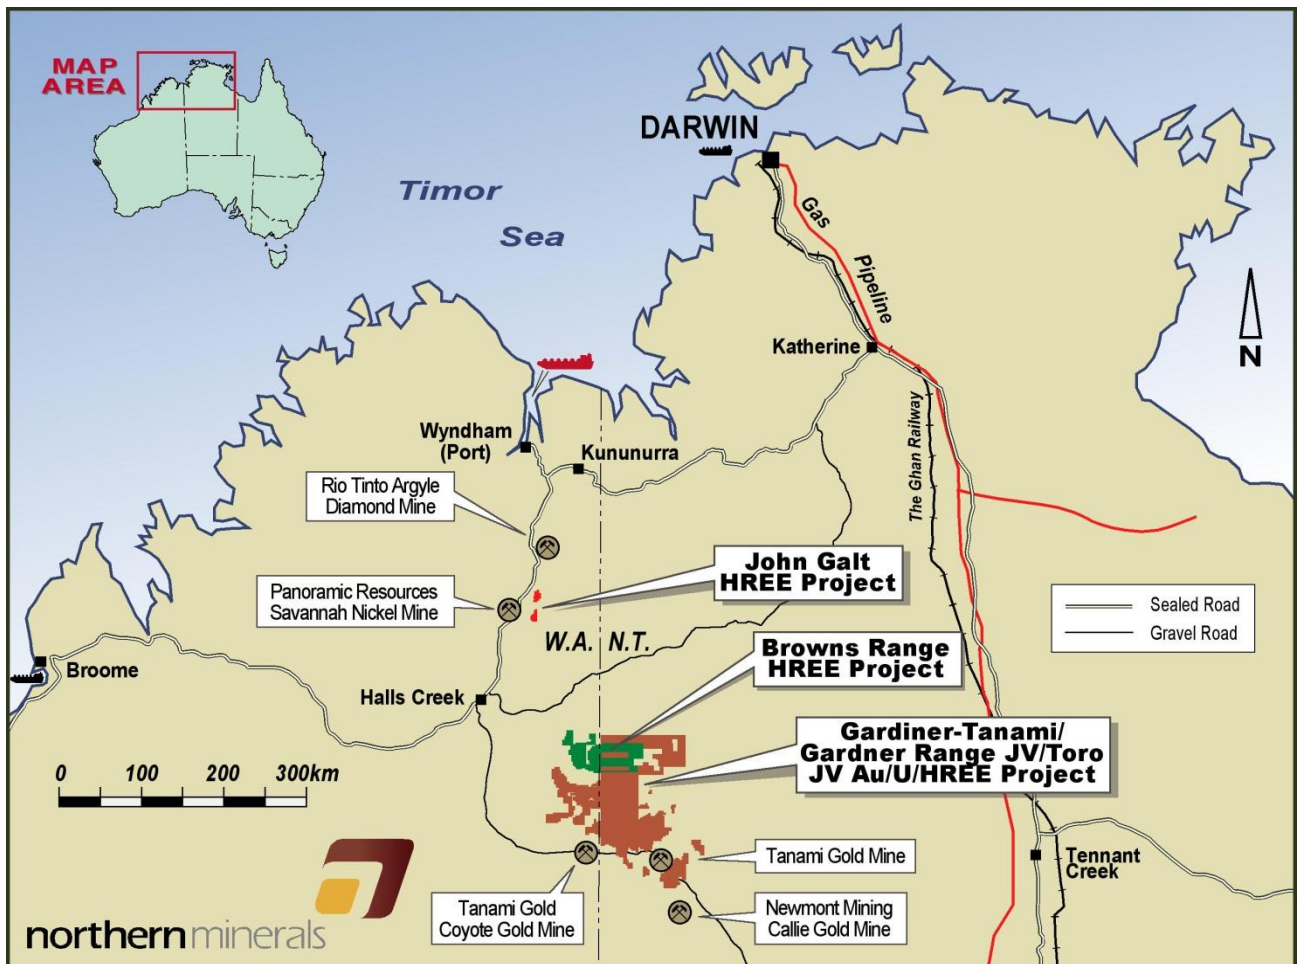 MAP
AREA
DARWIN
Timor
Sea
Gas
Pipeline
N
Katherine
Wyndham
(Port)
Kununurra
The Ghan Railway
Rio Tinto Argyle
Diamond Mine
John Galt
HREE Project
Panoramic Resources
Savannah Nickel Mine
Sealed Road
Gravel Road
W.A. N.T.
Browns Range
HREE Project
Broome
Halls Creek
Gardiner-Tanami/
Gardner Range JV/Toro
JV Au/U/HREE Project
0 100 200 300km
Tanami Gold Mine
Tennant
Creek
Tanami Gold
Coyote Gold Mine
Newmont Mining
Callie Gold Mine
northernminerals